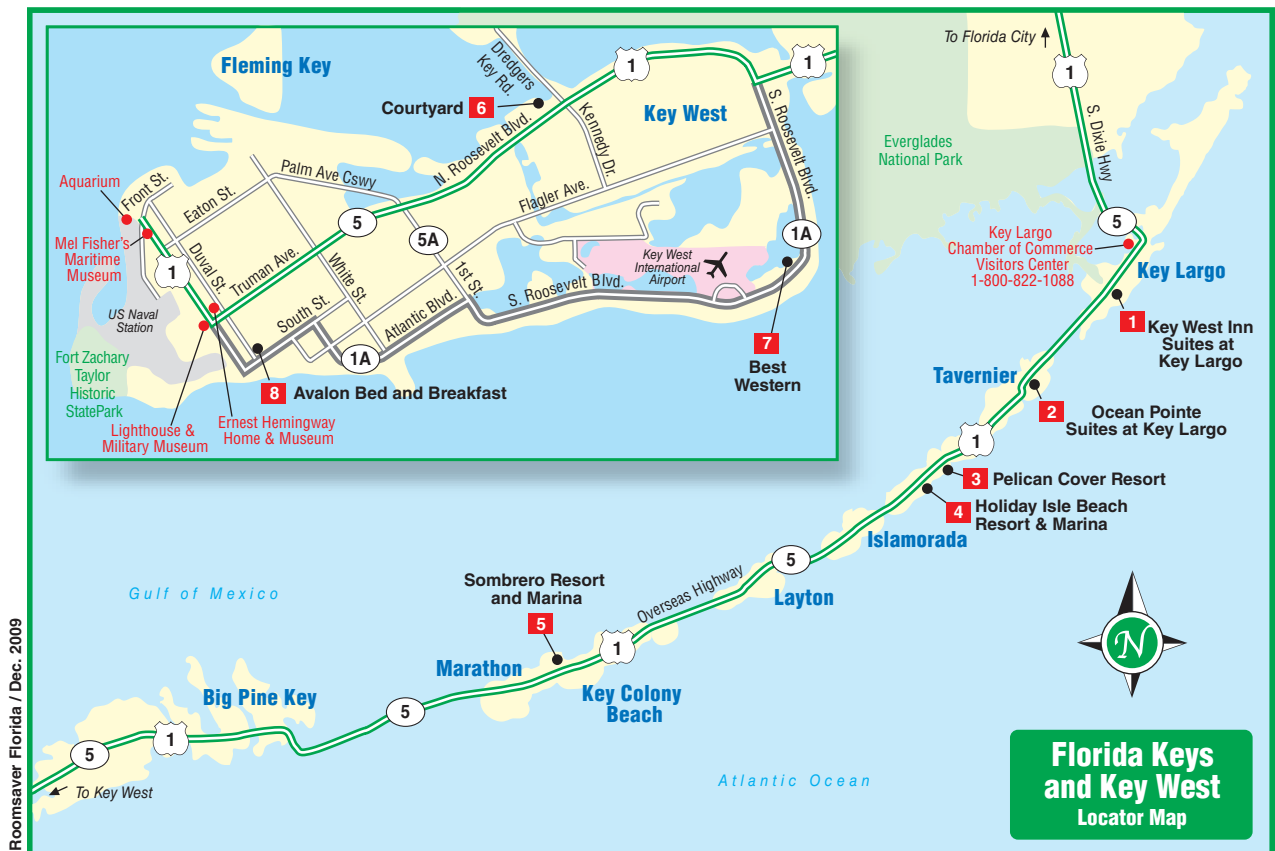 To Florida City
1
S. Dixie Hwy
Everglades
National Park
5
Key Largo
Chamber of Commerce
Visitors Center
1-800-822-1088
Key Largo
1
Key West Inn
Suites at
Key Largo
Tavernier
2
Ocean Pointe
Suites at Key Largo
1
3 Pelican Cover Resort
4 Holiday Isle Beach
Resort & Marina
Islamorada
5
Layton
Overseas Highway
Sombrero Resort
and Marina
5
1
Marathon
Key Colony
Beach
5
Big Pine Key
1
5
To Key West
Gulf of Mexico
Atlantic Ocean
Fleming Key
Dredgers
Key Rd.
1
1
Courtyard 6
Key West
N. Roosevelt Blvd.
Kennedy Dr.
S. Roosevelt Blvd.
Palm Ave Cswy
Flagler Ave.
Aquarium
Front St.
Eaton St.
5
5A
1A
Mel Fisher's
Maritime
Museum
1
Duval St.
Truman Ave.
White St.
1st St.
Key West
International
Airport
S. Roosevelt Blvd.
US Naval
Station
South St.
Atlantic Blvd.
1A
7
Best
Western
Fort Zachary
Taylor
Historic
StatePark
8 Avalon Bed and Breakfast
Lighthouse &
Military Museum
Ernest Hemingway
Home & Museum
N
Florida Keys
and Key West
Locator Map
Roomsaver Florida / Dec. 2009